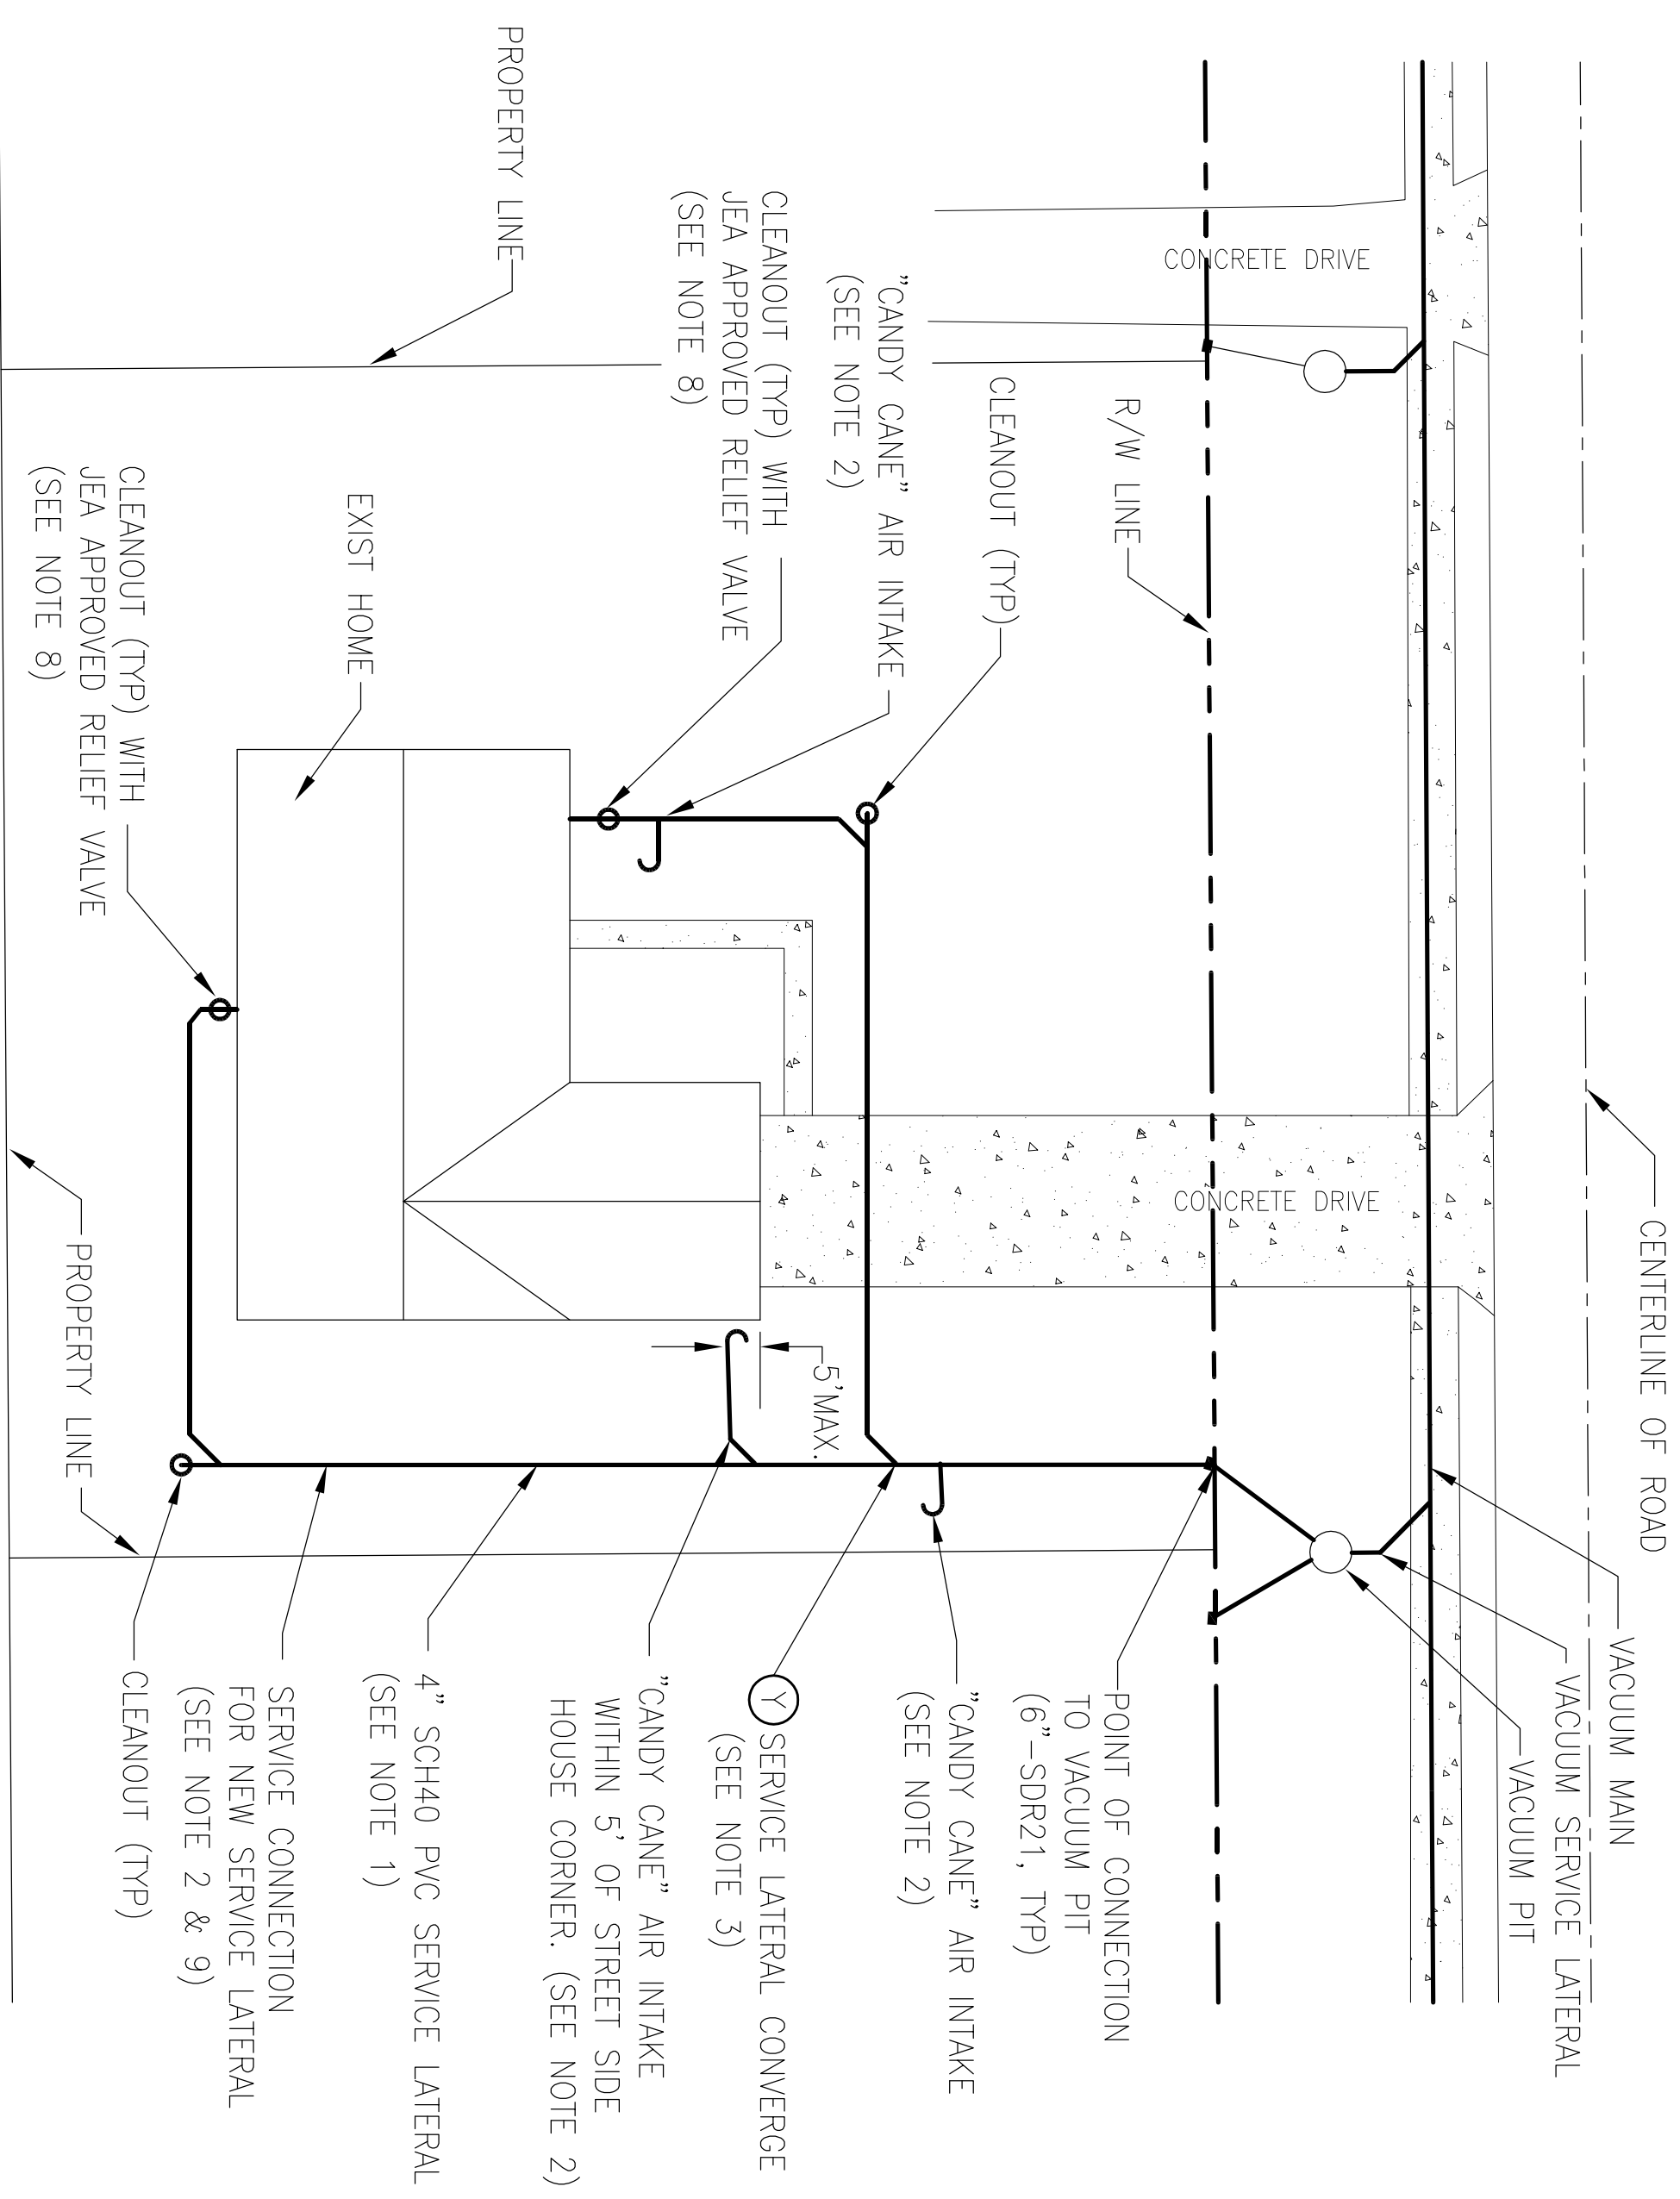 CENTERLINE OF ROAD
VACUUM MAIN
VACUUM SERVICE LATERAL
VACUUM PIT
CONCRETE DRIVE
CONCRETE DRIVE
R/W LINE
POINT OF CONNECTION
TO VACUUM PIT
(6"-SDR21, TYP)
CLEANOUT (TYP)
"CANDY CANE" AIR INTAKE
(SEE NOTE 2)
"CANDY CANE" AIR INTAKE
(SEE NOTE 2)
CLEANOUT (TYP) WITH
JEA APPROVED RELIEF VALVE
(SEE NOTE 8)
5'MAX.
Y SERVICE LATERAL CONVERGE
(SEE NOTE 3)
"CANDY CANE" AIR INTAKE
WITHIN 5' OF STREET SIDE
HOUSE CORNER. (SEE NOTE 2)
PROPERTY LINE
4" SCH40 PVC SERVICE LATERAL
(SEE NOTE 1)
EXIST HOME
SERVICE CONNECTION
FOR NEW SERVICE LATERAL
(SEE NOTE 2 & 9)
CLEANOUT (TYP) WITH
JEA APPROVED RELIEF VALVE
(SEE NOTE 8)
CLEANOUT (TYP)
PROPERTY LINE